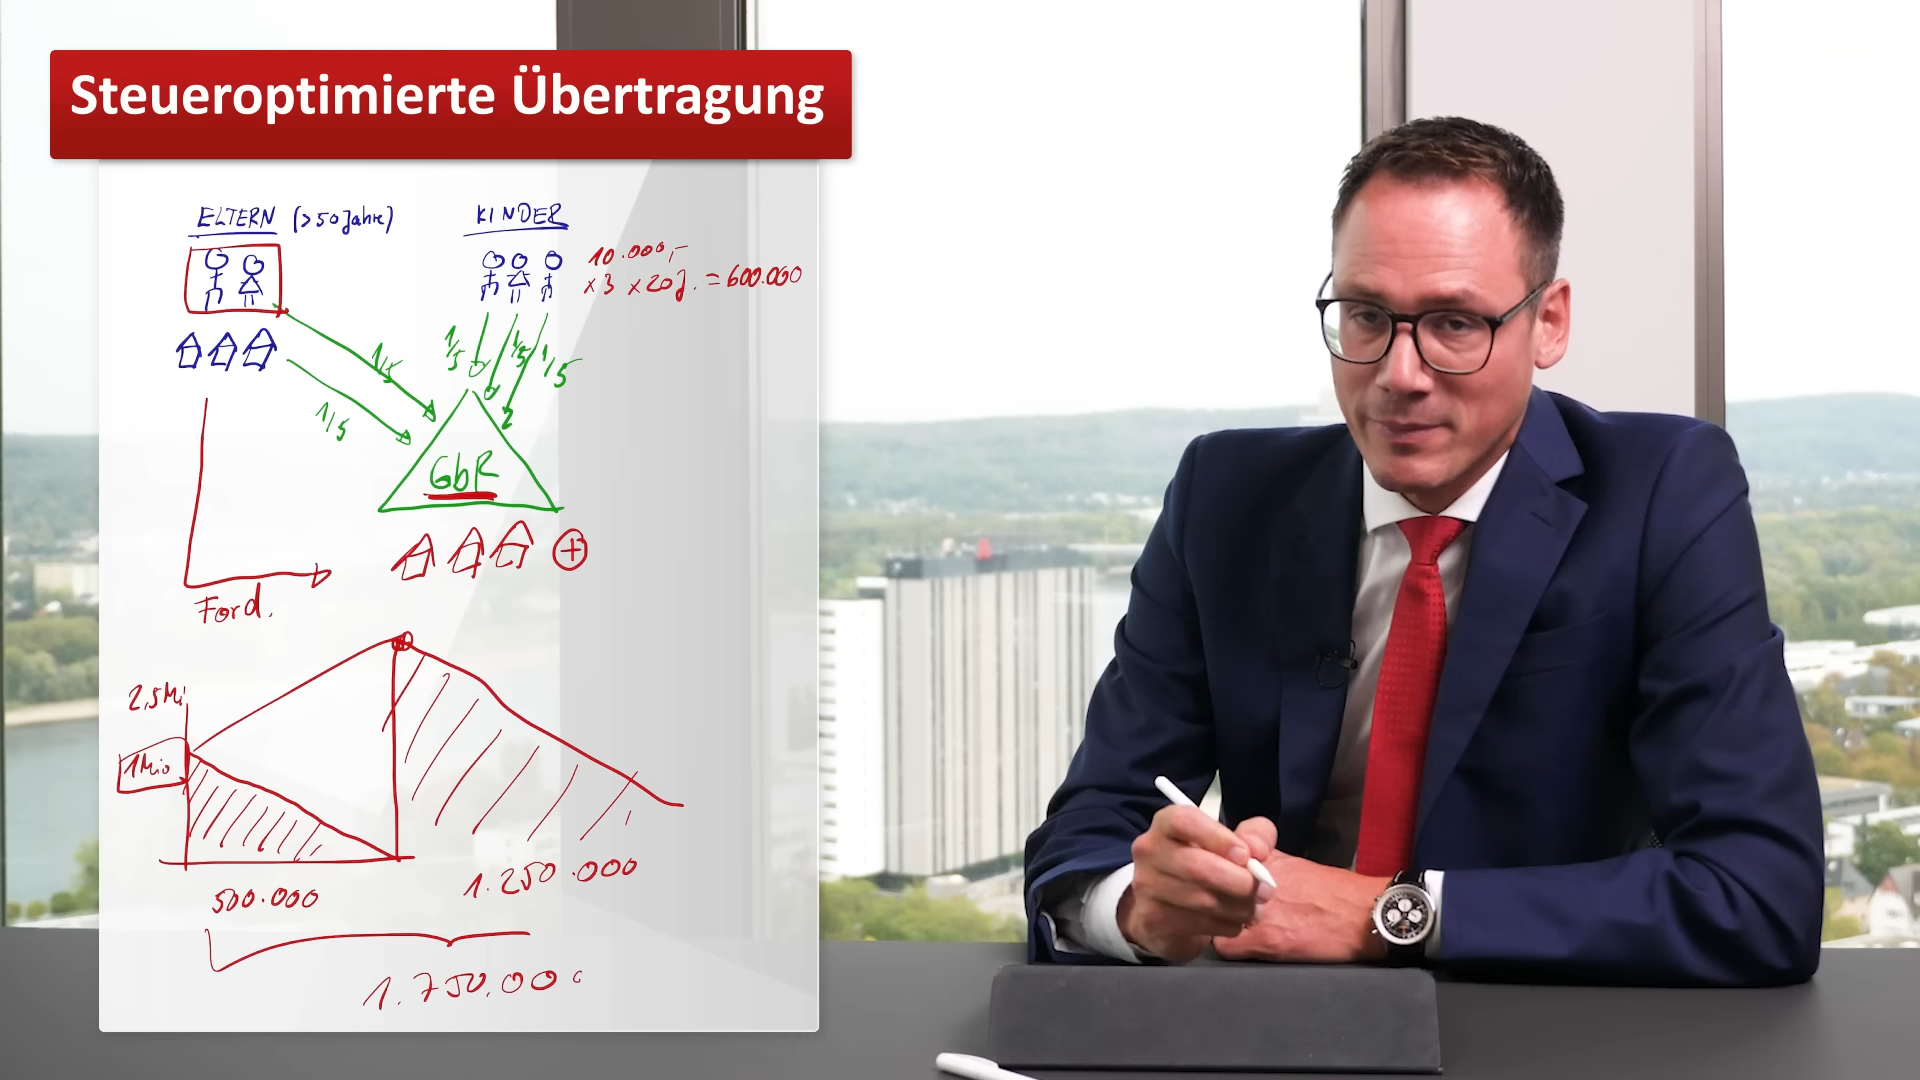 Steueroptimierte Übertragung
ELTERN (>50 Jahre)
KINDER
10.000,-
x 3 x 20 J. = 600.000
1/5
1/5
1/5
1/5
1/5
GbR
+
Ford.
2,5 Mi
1 Mio
500.000
1.250.000
1.750.000